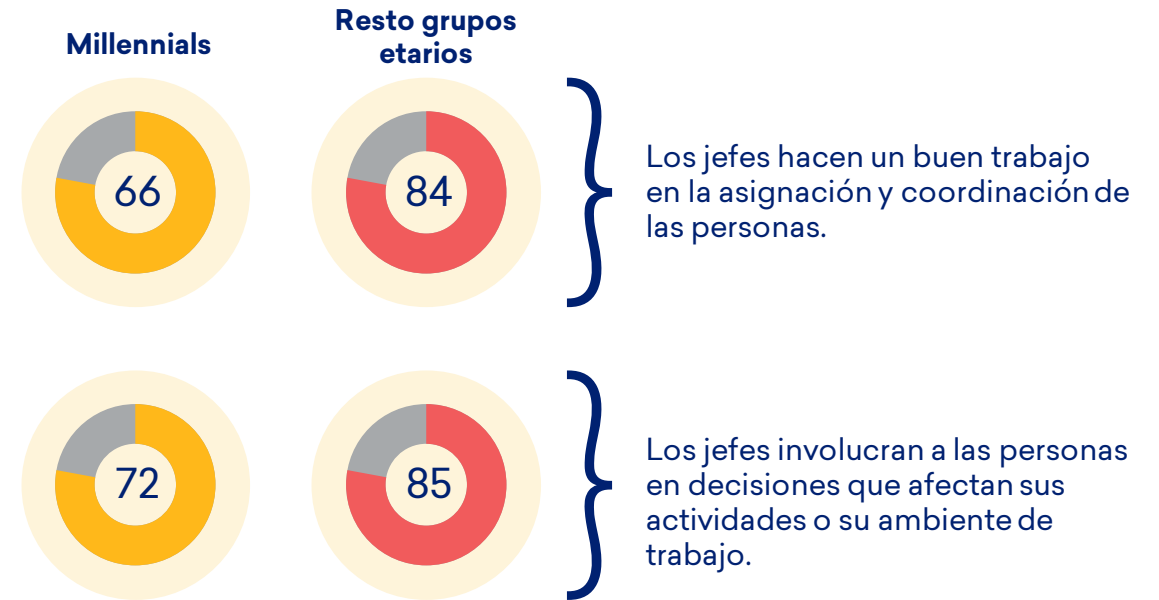 Millennials
Resto grupos
etarios
66
84
Los jefes hacen un buen trabajo
en la asignación y coordinación de
las personas.
72
85
Los jefes involucran a las personas
en decisiones que afectan sus
actividades o su ambiente de
trabajo.